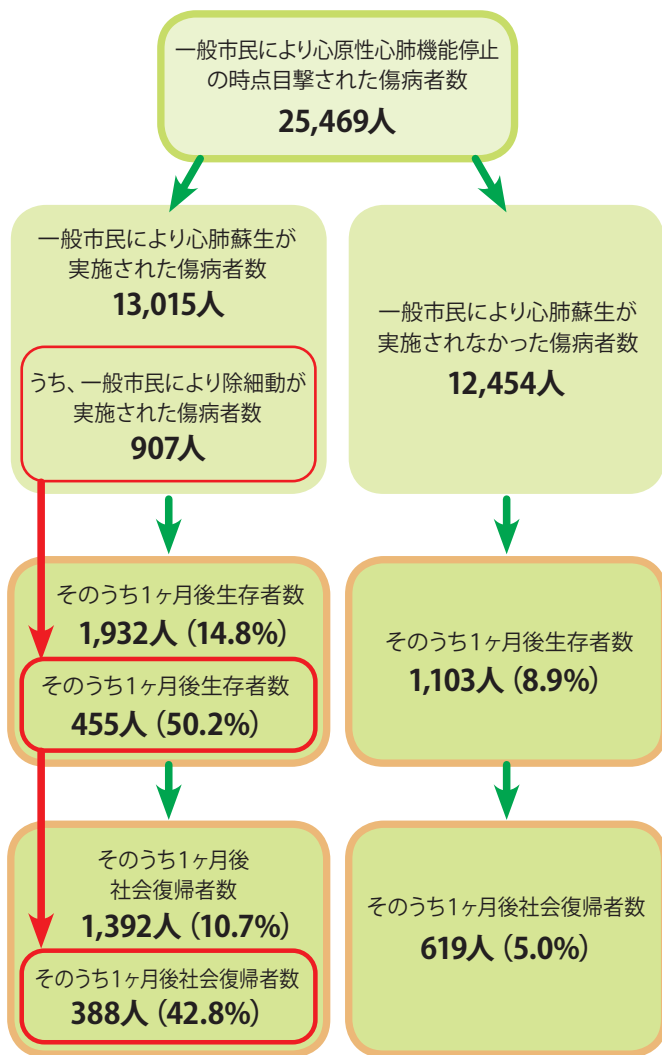 一般市民により心原性心肺機能停止
の時点目撃された傷病者数
25,469人
一般市民により心肺蘇生が
実施された傷病者数
13,015人
うち、一般市民により除細動が
実施された傷病者数
907人
一般市民により心肺蘇生が
実施されなかった傷病者数
12,454人
そのうち1ヶ月後生存者数
1,932人（14.8%）
そのうち1ヶ月後生存者数
455人（50.2%）
そのうち1ヶ月後生存者数
1,103人（8.9%）
そのうち1ヶ月後
社会復帰者数
1,392人（10.7%）
そのうち1ヶ月後社会復帰者数
388人（42.8%）
そのうち1ヶ月後社会復帰者数
619人（5.0%）